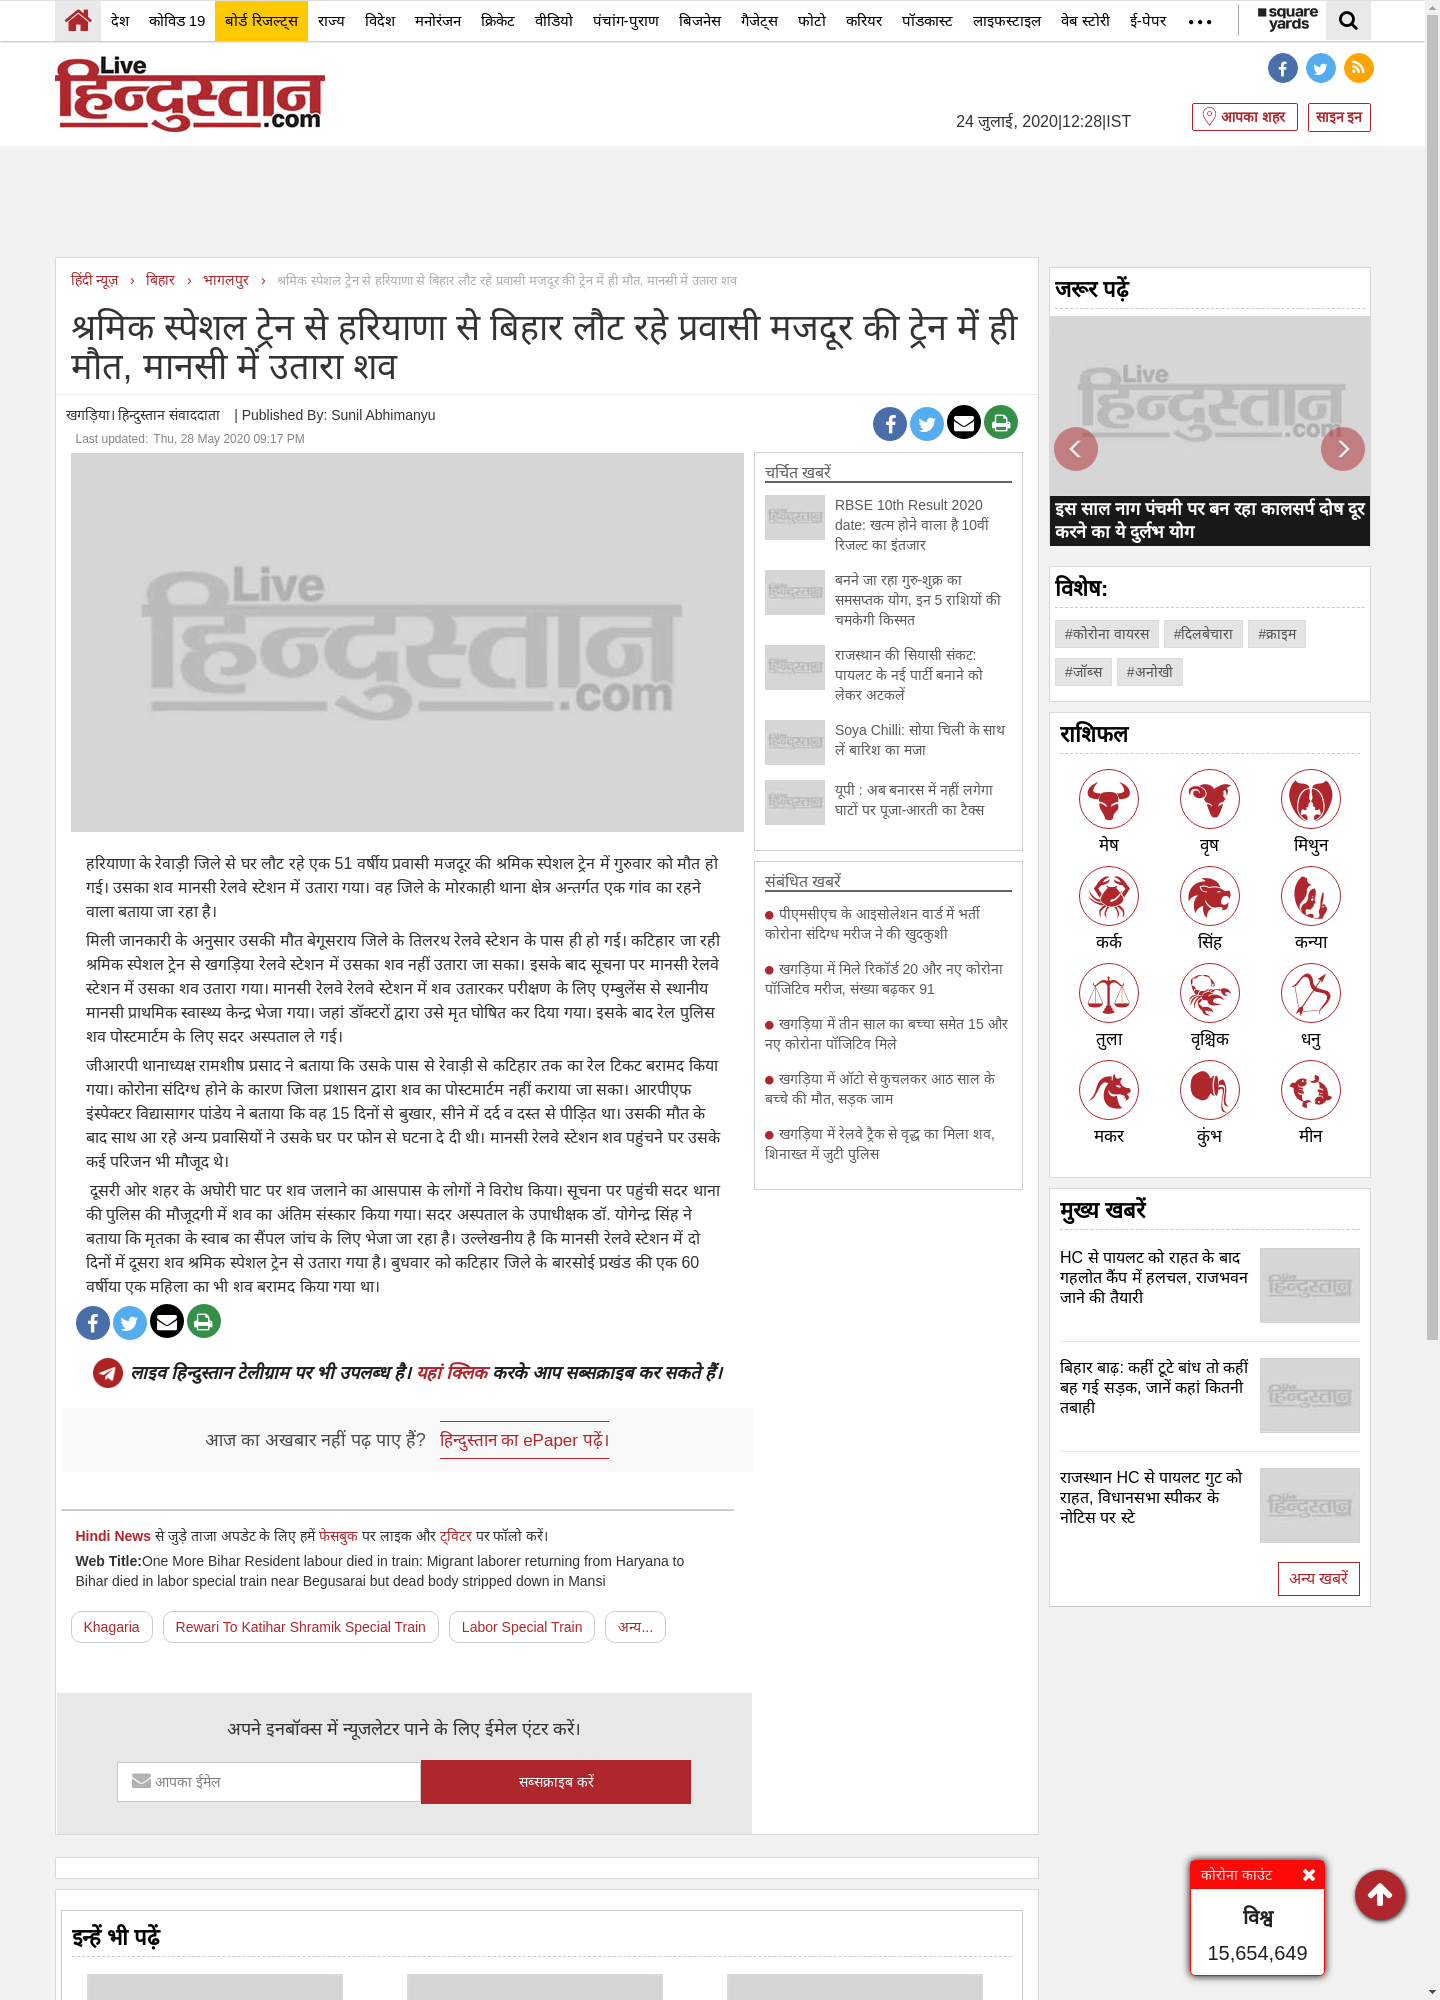 देश कोविड 19 बोर्ड रिजल्ट्स राज्य विदेश मनोरंजन क्रिकेट वीडियो पंचांग-पुराण बिजनेस गैजेट्स फोटो करियर पॉडकास्ट लाइफस्टाइल वेब स्टोरी ई-पेपर square yards
Live
हिन्दुस्तान
.com
24 जुलाई, 2020|12:28|IST
आपका शहर साइन इन
हिंदी न्यूज़ › बिहार › भागलपुर › श्रमिक स्पेशल ट्रेन से हरियाणा से बिहार लौट रहे प्रवासी मजदूर की ट्रेन में ही मौत, मानसी में उतारा शव
श्रमिक स्पेशल ट्रेन से हरियाणा से बिहार लौट रहे प्रवासी मजदूर की ट्रेन में ही
मौत, मानसी में उतारा शव
खगड़िया। हिन्दुस्तान संवाददाता | Published By: Sunil Abhimanyu
Last updated: Thu, 28 May 2020 09:17 PM
Live
हिन्दुस्तान
.com
हरियाणा के रेवाड़ी जिले से घर लौट रहे एक 51 वर्षीय प्रवासी मजदूर की श्रमिक स्पेशल ट्रेन में गुरुवार को मौत हो
गई। उसका शव मानसी रेलवे स्टेशन में उतारा गया। वह जिले के मोरकाही थाना क्षेत्र अन्तर्गत एक गांव का रहने
वाला बताया जा रहा है।
मिली जानकारी के अनुसार उसकी मौत बेगूसराय जिले के तिलरथ रेलवे स्टेशन के पास ही हो गई। कटिहार जा रही
श्रमिक स्पेशल ट्रेन से खगड़िया रेलवे स्टेशन में उसका शव नहीं उतारा जा सका। इसके बाद सूचना पर मानसी रेलवे
स्टेशन में उसका शव उतारा गया। मानसी रेलवे रेलवे स्टेशन में शव उतारकर परीक्षण के लिए एम्बुलेंस से स्थानीय
मानसी प्राथमिक स्वास्थ्य केन्द्र भेजा गया। जहां डॉक्टरों द्वारा उसे मृत घोषित कर दिया गया। इसके बाद रेल पुलिस
शव पोस्टमार्टम के लिए सदर अस्पताल ले गई।
जीआरपी थानाध्यक्ष रामशीष प्रसाद ने बताया कि उसके पास से रेवाड़ी से कटिहार तक का रेल टिकट बरामद किया
गया। कोरोना संदिग्ध होने के कारण जिला प्रशासन द्वारा शव का पोस्टमार्टम नहीं कराया जा सका। आरपीएफ
इंस्पेक्टर विद्यासागर पांडेय ने बताया कि वह 15 दिनों से बुखार, सीने में दर्द व दस्त से पीड़ित था। उसकी मौत के
बाद साथ आ रहे अन्य प्रवासियों ने उसके घर पर फोन से घटना दे दी थी। मानसी रेलवे स्टेशन शव पहुंचने पर उसके
कई परिजन भी मौजूद थे।
दूसरी ओर शहर के अघोरी घाट पर शव जलाने का आसपास के लोगों ने विरोध किया। सूचना पर पहुंची सदर थाना
की पुलिस की मौजूदगी में शव का अंतिम संस्कार किया गया। सदर अस्पताल के उपाधीक्षक डॉ. योगेन्द्र सिंह ने
बताया कि मृतका के स्वाब का सैंपल जांच के लिए भेजा जा रहा है। उल्लेखनीय है कि मानसी रेलवे स्टेशन में दो
दिनों में दूसरा शव श्रमिक स्पेशल ट्रेन से उतारा गया है। बुधवार को कटिहार जिले के बारसोई प्रखंड की एक 60
वर्षीया एक महिला का भी शव बरामद किया गया था।
लाइव हिन्दुस्तान टेलीग्राम पर भी उपलब्ध है। यहां क्लिक करके आप सब्सक्राइब कर सकते हैं।
आज का अखबार नहीं पढ़ पाए हैं? हिन्दुस्तान का ePaper पढ़ें।
Hindi News से जुड़े ताजा अपडेट के लिए हमें फेसबुक पर लाइक और ट्विटर पर फॉलो करें।
Web Title:One More Bihar Resident labour died in train: Migrant laborer returning from Haryana to
Bihar died in labor special train near Begusarai but dead body stripped down in Mansi
Khagaria Rewari To Katihar Shramik Special Train Labor Special Train अन्य...
अपने इनबॉक्स में न्यूजलेटर पाने के लिए ईमेल एंटर करें।
आपका ईमेल सब्सक्राइब करें
इन्हें भी पढ़ें
चर्चित खबरें
RBSE 10th Result 2020
date: खत्म होने वाला है 10वीं
रिजल्ट का इंतजार
बनने जा रहा गुरु-शुक्र का
समसप्तक योग, इन 5 राशियों की
चमकेगी किस्मत
राजस्थान की सियासी संकट:
पायलट के नई पार्टी बनाने को
लेकर अटकलें
Soya Chilli: सोया चिली के साथ
लें बारिश का मजा
यूपी : अब बनारस में नहीं लगेगा
घाटों पर पूजा-आरती का टैक्स
संबंधित खबरें
पीएमसीएच के आइसोलेशन वार्ड में भर्ती
कोरोना संदिग्ध मरीज ने की खुदकुशी
खगड़िया में मिले रिकॉर्ड 20 और नए कोरोना
पॉजिटिव मरीज, संख्या बढ़कर 91
खगड़िया में तीन साल का बच्चा समेत 15 और
नए कोरोना पॉजिटिव मिले
खगड़िया में ऑटो से कुचलकर आठ साल के
बच्चे की मौत, सड़क जाम
खगड़िया में रेलवे ट्रैक से वृद्ध का मिला शव,
शिनाख्त में जुटी पुलिस
जरूर पढ़ें
Live
हिन्दुस्तान
.com
इस साल नाग पंचमी पर बन रहा कालसर्प दोष दूर
करने का ये दुर्लभ योग
विशेष:
#कोरोना वायरस #दिलबेचारा #क्राइम
#जॉब्स #अनोखी
राशिफल
मेष वृष मिथुन
कर्क सिंह कन्या
तुला वृश्चिक धनु
मकर कुंभ मीन
मुख्य खबरें
HC से पायलट को राहत के बाद
गहलोत कैंप में हलचल, राजभवन
जाने की तैयारी
बिहार बाढ़: कहीं टूटे बांध तो कहीं
बह गई सड़क, जानें कहां कितनी
तबाही
राजस्थान HC से पायलट गुट को
राहत, विधानसभा स्पीकर के
नोटिस पर स्टे
अन्य खबरें
कोरोना काउंट
विश्व
15,654,649